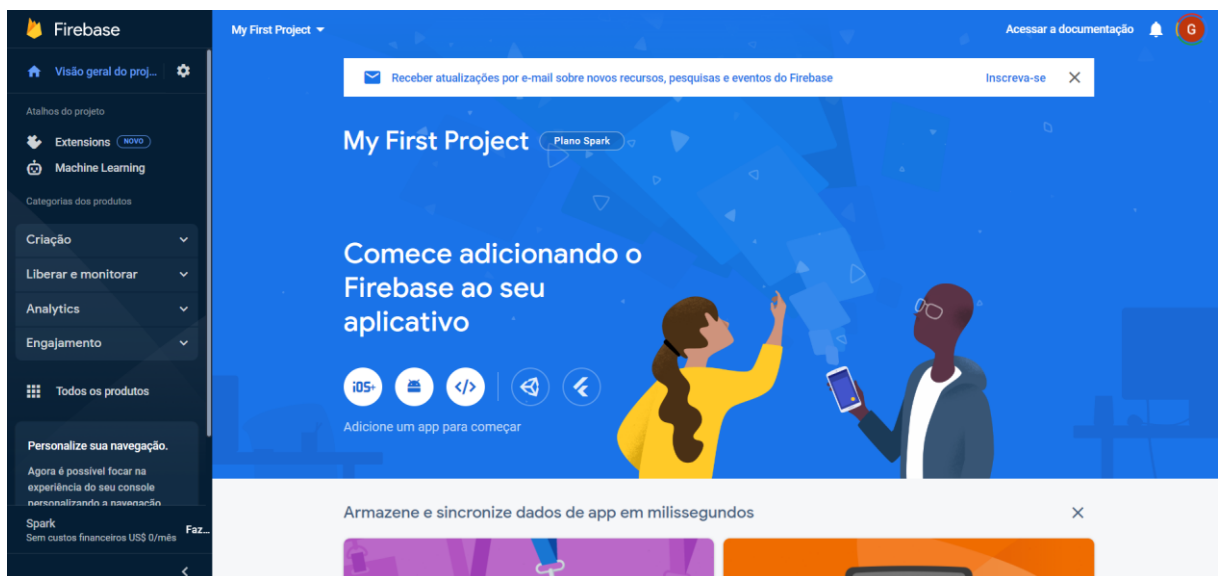 Firebase
My First Project
Acessar a documentação
G
Visão geral do proj...
Receber atualizações por e-mail sobre novos recursos, pesquisas e eventos do Firebase
Inscreva-se
Atalhos do projeto
Extensions NOVO
Machine Learning
Categorias dos produtos
Criação
Liberar e monitorar
Analytics
Engajamento
Todos os produtos
Personalize sua navegação.
Agora é possível focar na
experiência do seu console
personalizando a navegação
Spark
Sem custos financeiros US$ 0/mês
Faz...
My First Project Plano Spark
Comece adicionando o
Firebase ao seu
aplicativo
iOS+
</>
Adicione um app para começar
Armazene e sincronize dados de app em milissegundos